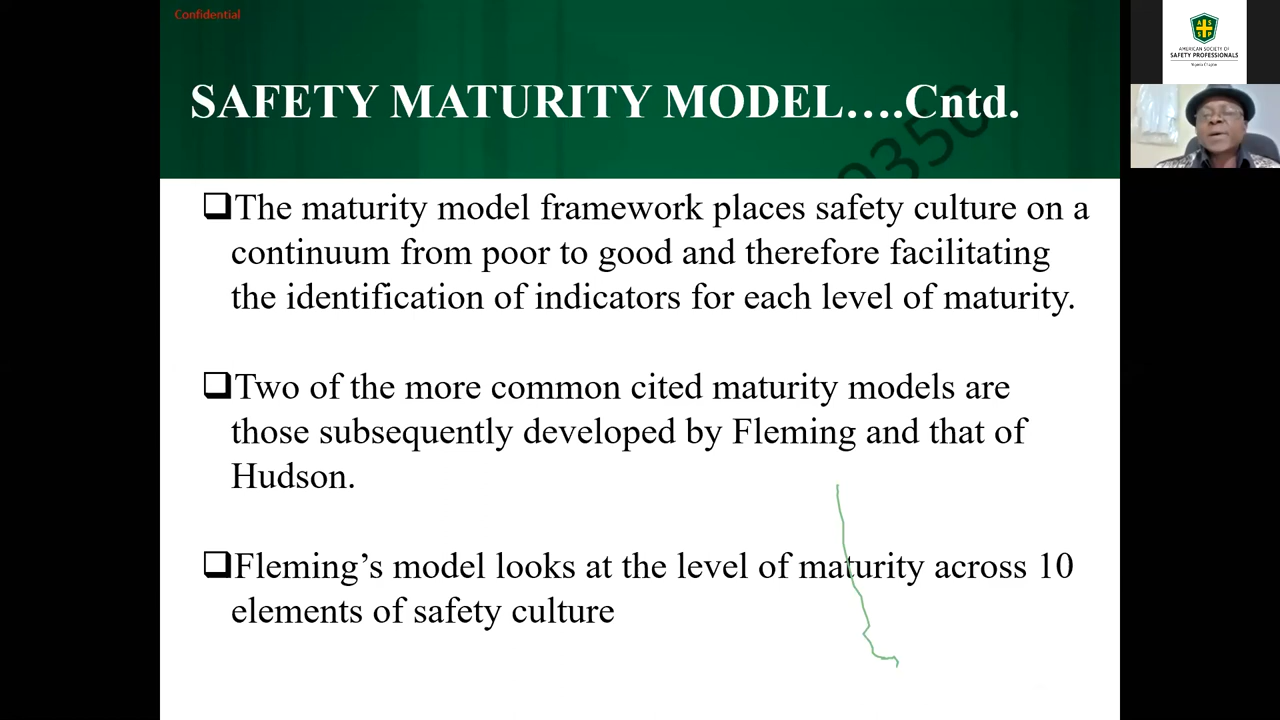 Confidential
SAFETY MATURITY MODEL….Cntd.
The maturity model framework places safety culture on a
continuum from poor to good and therefore facilitating
the identification of indicators for each level of maturity.
Two of the more common cited maturity models are
those subsequently developed by Fleming and that of
Hudson.
Fleming’s model looks at the level of maturity across 10
elements of safety culture
A S
S P
AMERICAN SOCIETY OF
SAFETY PROFESSIONALS
Nigeria Chapter